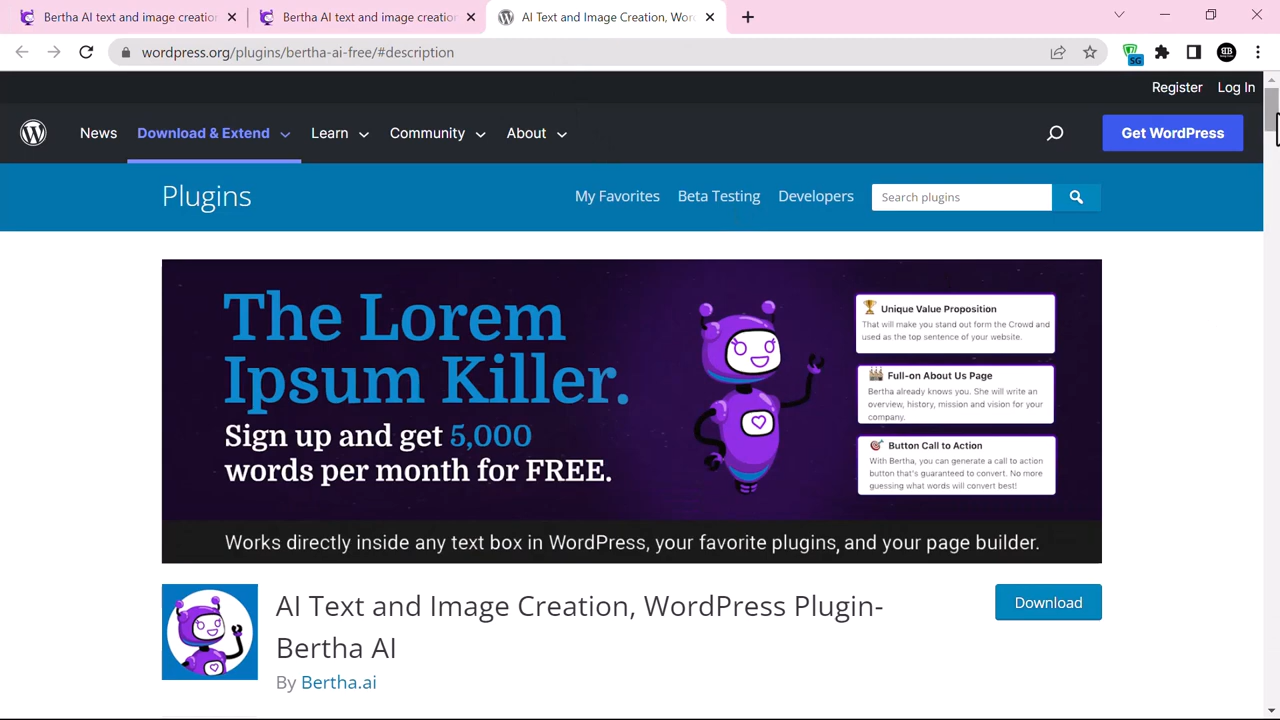 Bertha AI text and image creation
Bertha AI text and image creation
AI Text and Image Creation, Wor
wordpress.org/plugins/bertha-ai-free/#description
SG
Register Log In
News Download & Extend Learn Community About Get WordPress
Plugins My Favorites Beta Testing Developers Search plugins
The Lorem
Ipsum Killer.
Sign up and get 5,000
words per month for FREE.
Unique Value Proposition
That will make you stand out form the Crowd and
used as the top sentence of your website.
Full-on About Us Page
Bertha already knows you. She will write an
overview, history, mission and vision for your
company.
Button Call to Action
With Bertha, you can generate a call to action
button that's guaranteed to convert. No more
guessing what words will convert best!
Works directly inside any text box in WordPress, your favorite plugins, and your page builder.
AI Text and Image Creation, WordPress Plugin-
Bertha AI
Download
By Bertha.ai